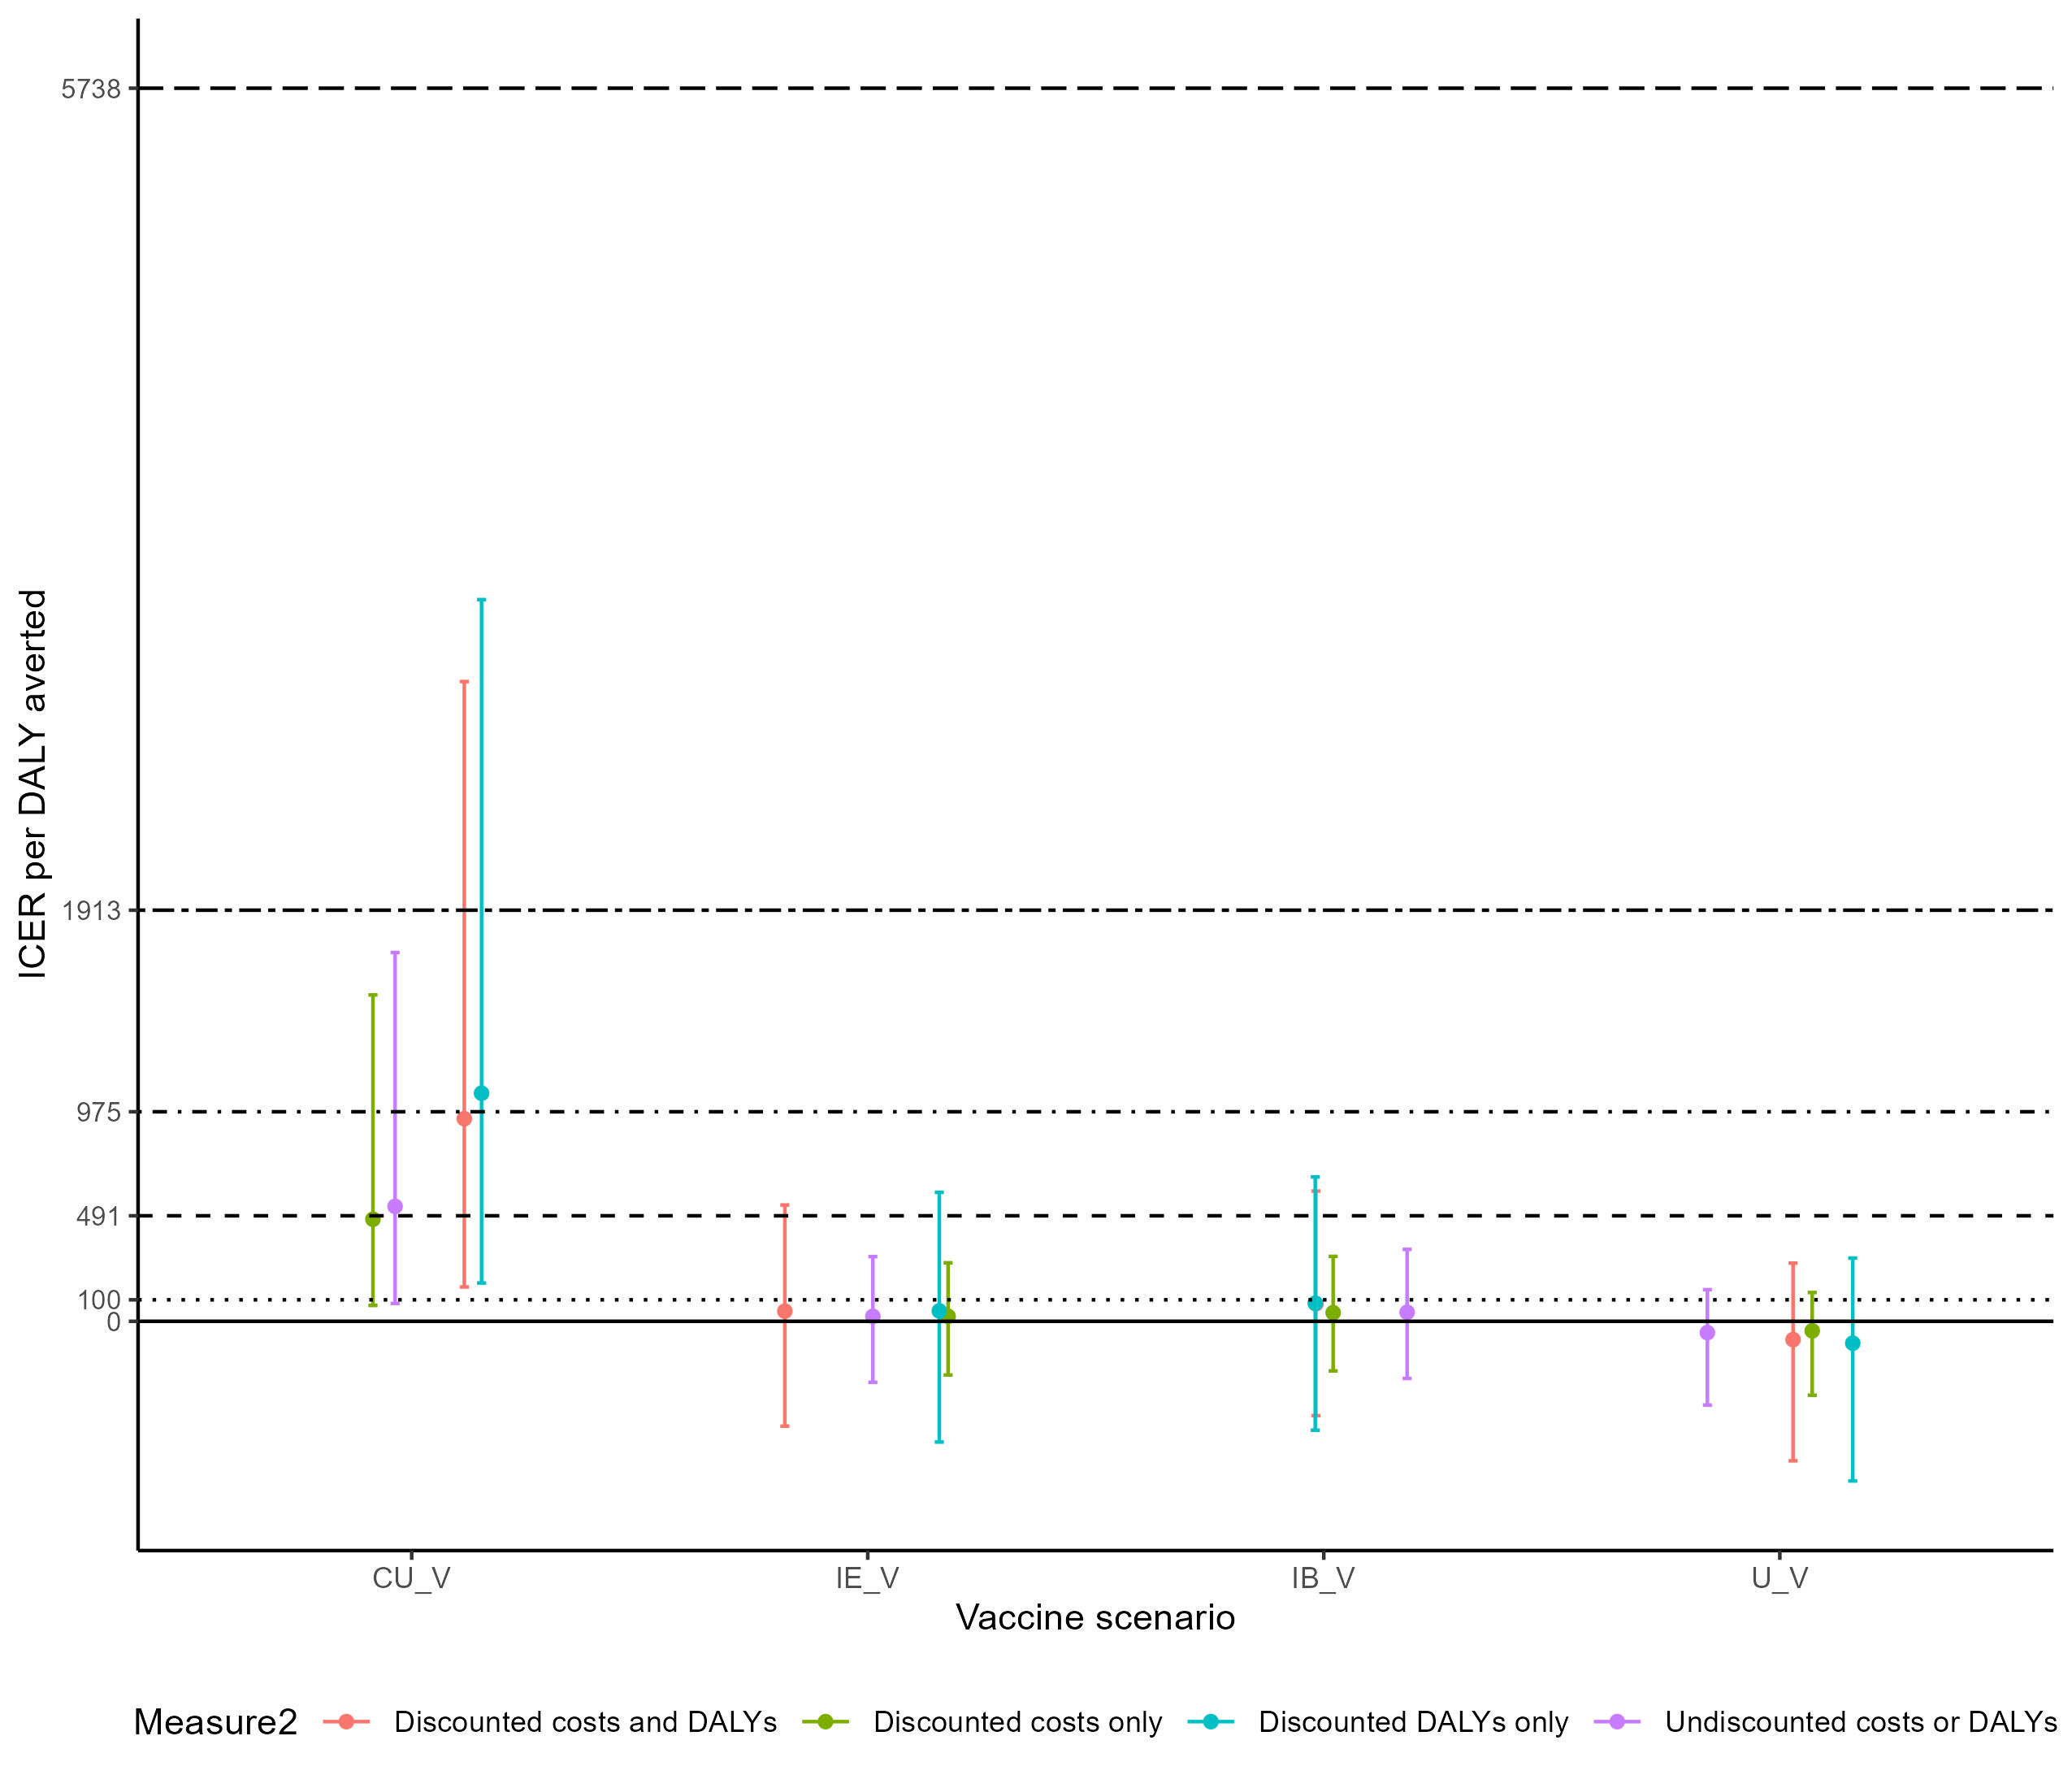 ICER per DALY averted
5738
1913
975
491
100
0
CU_V IE_V IB_V U_V
Vaccine scenario
Measure2 Discounted costs and DALYs Discounted costs only Discounted DALYs only Undiscounted costs or DALYs